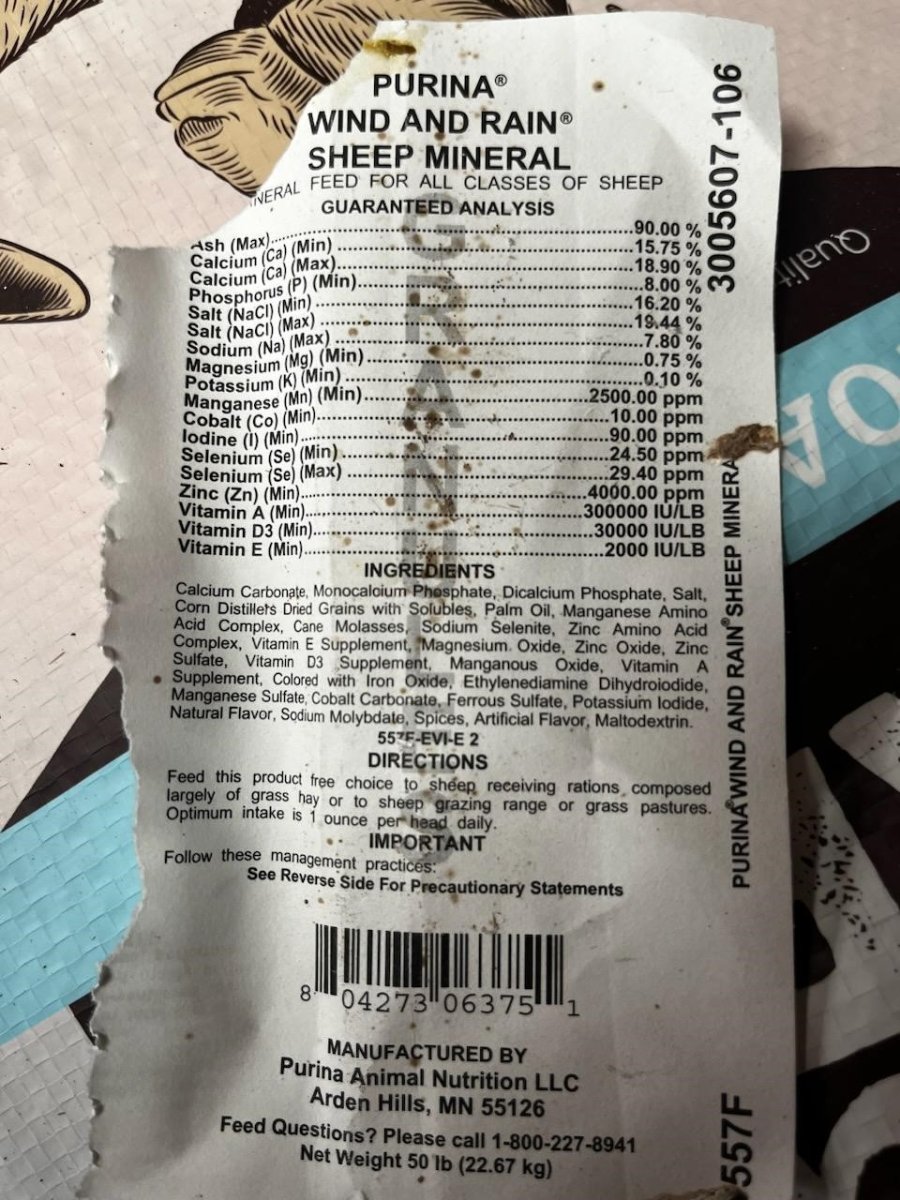 PURINA®
WIND AND RAIN®
SHEEP MINERAL
NERAL FEED FOR ALL CLASSES OF SHEEP
GUARANTEED ANALYSIS
Ash (Max)..........90.00 %
Calcium (Ca) (Min)..........15.75 %
Calcium (Ca) (Max)..........18.90 %
Phosphorus (P) (Min)..........8.00 %
Salt (NaCl) (Min)..........16.20 %
Salt (NaCl) (Max)..........19.44 %
Sodium (Na) (Max)..........7.80 %
Magnesium (Mg) (Min)..........0.75 %
Potassium (K) (Min)..........0.10 %
Manganese (Mn) (Min)..........2500.00 ppm
Cobalt (Co) (Min)..........10.00 ppm
Iodine (I) (Min)..........90.00 ppm
Selenium (Se) (Min)..........24.50 ppm
Selenium (Se) (Max)..........29.40 ppm
Zinc (Zn) (Min)..........4000.00 ppm
Vitamin A (Min)..........300000 IU/LB
Vitamin D3 (Min)..........30000 IU/LB
Vitamin E (Min)..........2000 IU/LB
INGREDIENTS
Calcium Carbonate, Monocalcium Phosphate, Dicalcium Phosphate, Salt,
Corn Distillers Dried Grains with Solubles, Palm Oil, Manganese Amino
Acid Complex, Cane Molasses, Sodium Selenite, Zinc Amino Acid
Complex, Vitamin E Supplement, Magnesium Oxide, Zinc Oxide, Zinc
Sulfate, Vitamin D3 Supplement, Manganous Oxide, Vitamin A
Supplement, Colored with Iron Oxide, Ethylenediamine Dihydroiodide,
Manganese Sulfate, Cobalt Carbonate, Ferrous Sulfate, Potassium Iodide,
Natural Flavor, Sodium Molybdate, Spices, Artificial Flavor, Maltodextrin.
557F-EVI-E 2
DIRECTIONS
Feed this product free choice to sheep receiving rations composed
largely of grass hay or to sheep grazing range or grass pastures.
Optimum intake is 1 ounce per head daily.
IMPORTANT
Follow these management practices:
See Reverse Side For Precautionary Statements
8 04273 06375 1
MANUFACTURED BY
Purina Animal Nutrition LLC
Arden Hills, MN 55126
Feed Questions? Please call 1-800-227-8941
Net Weight 50 lb (22.67 kg)
3005607-106
PURINA® WIND AND RAIN® SHEEP MINERA
557F
Qualit
OA